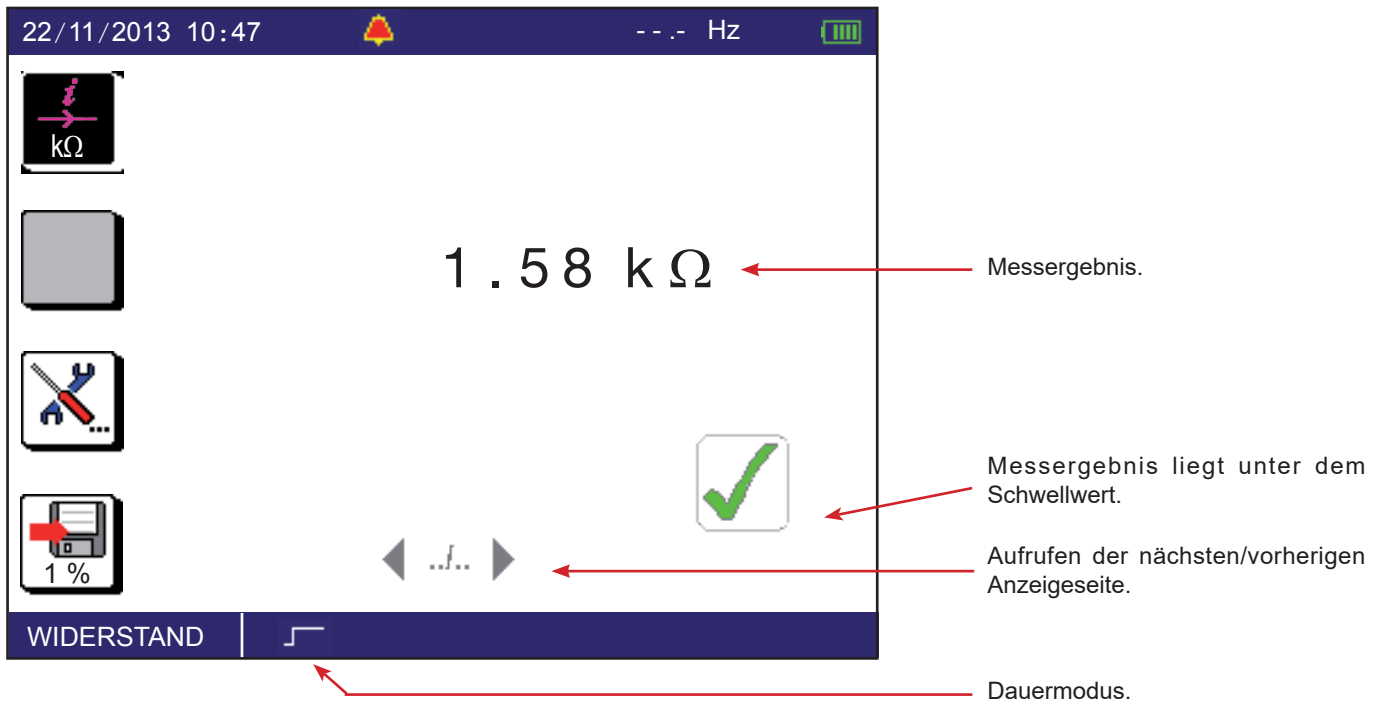 22/11/2013 10:47 --.- Hz
i
kΩ
1.58 kΩ
Messergebnis.
...
Messergebnis liegt unter dem
Schwellwert.
1 %
../..
Aufrufen der nächsten/vorherigen
Anzeigeseite.
WIDERSTAND
Dauermodus.